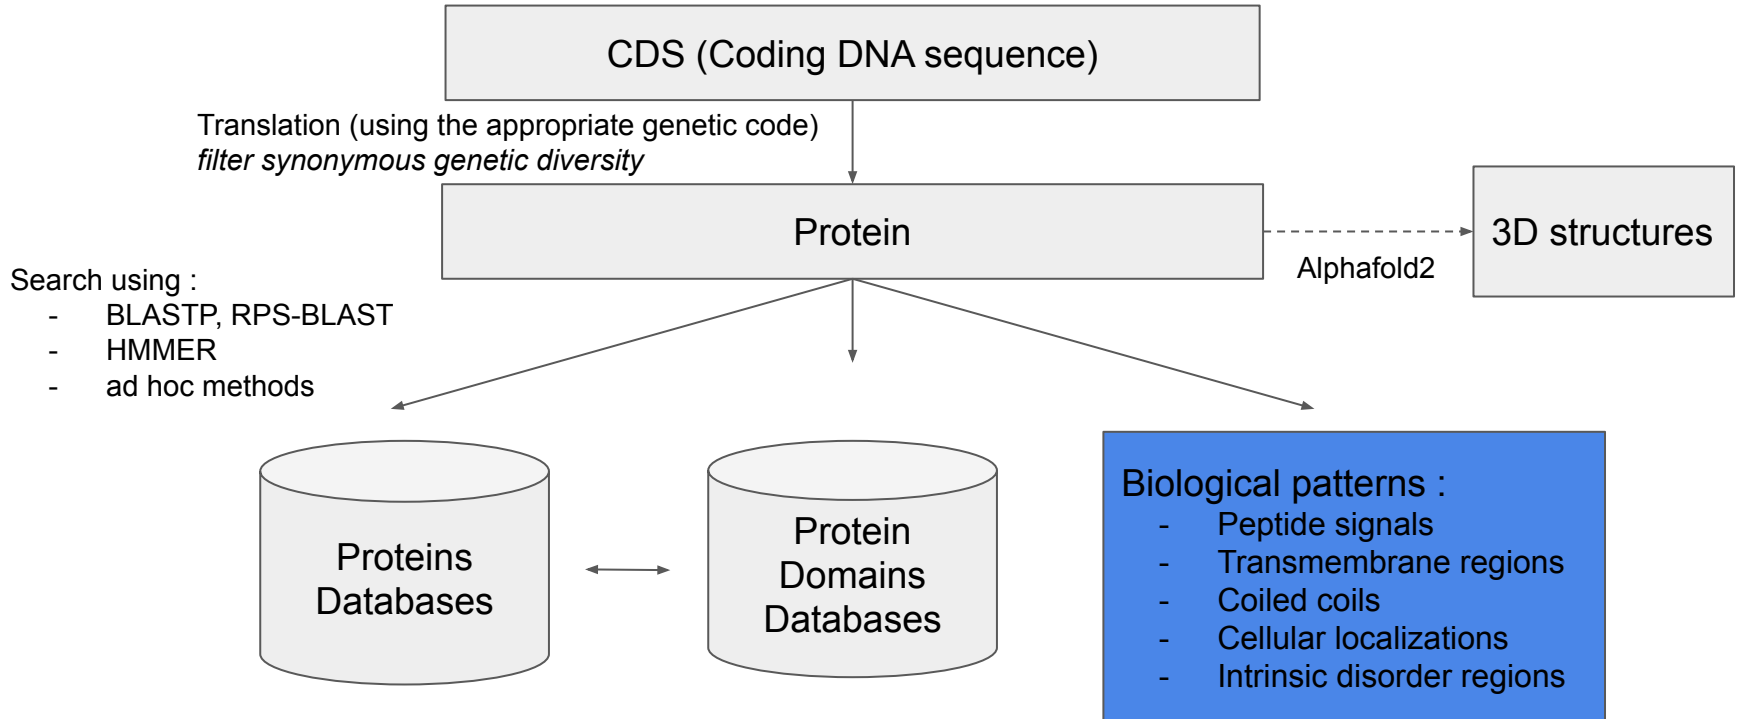 CDS (Coding DNA sequence)
Translation (using the appropriate genetic code)
filter synonymous genetic diversity
Protein
3D structures
Alphafold2
Search using :
- BLASTP, RPS-BLAST
- HMMER
- ad hoc methods
Proteins
Databases
Protein
Domains
Databases
Biological patterns :
- Peptide signals
- Transmembrane regions
- Coiled coils
- Cellular localizations
- Intrinsic disorder regions